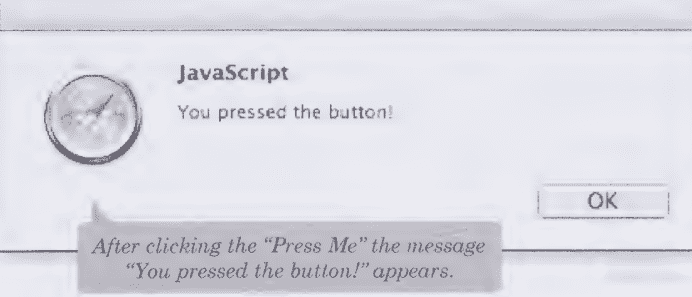 JavaScript
You pressed the button!
OK
After clicking the “Press Me” the message
“You pressed the button!” appears.